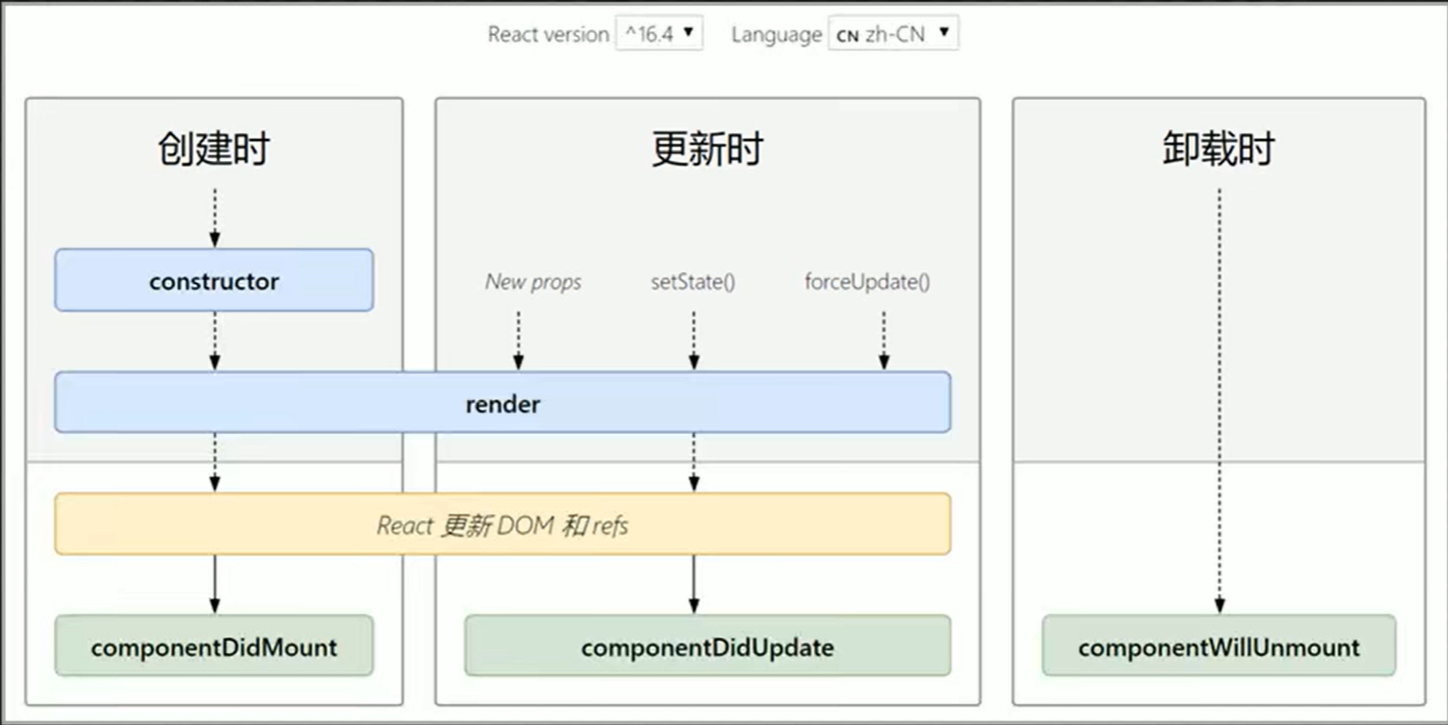 React version ^16.4 Language CN zh-CN
创建时 更新时 卸载时
constructor New props setState() forceUpdate()
render
React 更新 DOM 和 refs
componentDidMount componentDidUpdate componentWillUnmount